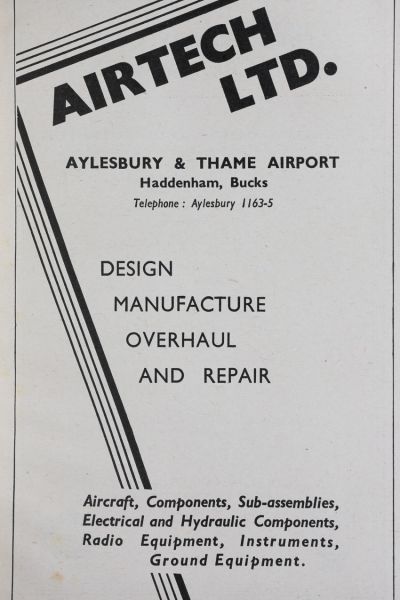 AIRTECH
LTD.
AYLESBURY & THAME AIRPORT
Haddenham, Bucks
Telephone : Aylesbury 1163-5
DESIGN
MANUFACTURE
OVERHAUL
AND REPAIR
Aircraft, Components, Sub-assemblies,
Electrical and Hydraulic Components,
Radio Equipment, Instruments,
Ground Equipment.